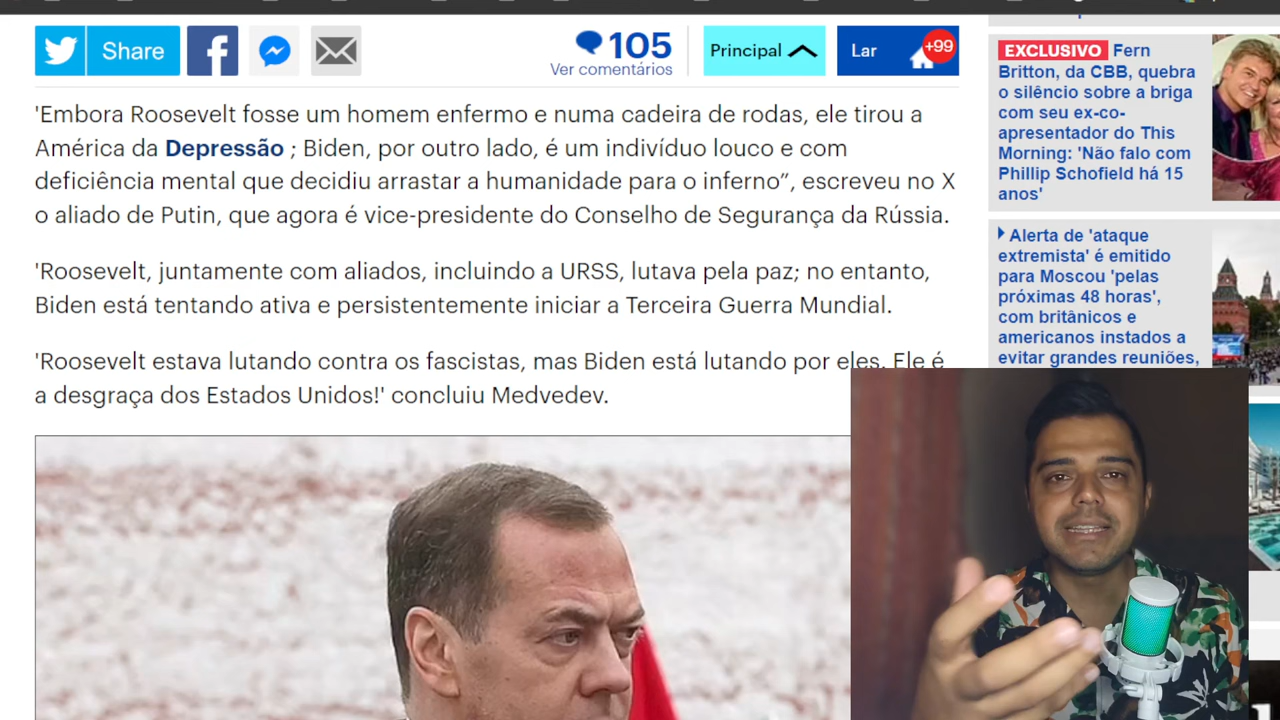 Share
105
Ver comentários
Principal
Lar
+99
'Embora Roosevelt fosse um homem enfermo e numa cadeira de rodas, ele tirou a
América da Depressão ; Biden, por outro lado, é um indivíduo louco e com
deficiência mental que decidiu arrastar a humanidade para o inferno”, escreveu no X
o aliado de Putin, que agora é vice-presidente do Conselho de Segurança da Rússia.
'Roosevelt, juntamente com aliados, incluindo a URSS, lutava pela paz; no entanto,
Biden está tentando ativa e persistentemente iniciar a Terceira Guerra Mundial.
'Roosevelt estava lutando contra os fascistas, mas Biden está lutando por eles. Ele é
a desgraça dos Estados Unidos!' concluiu Medvedev.
EXCLUSIVO Fern
Britton, da CBB, quebra
o silêncio sobre a briga
com seu ex-co-
apresentador do This
Morning: 'Não falo com
Phillip Schofield há 15
anos'
Alerta de 'ataque
extremista' é emitido
para Moscou 'pelas
próximas 48 horas',
com britânicos e
americanos instados a
evitar grandes reuniões,